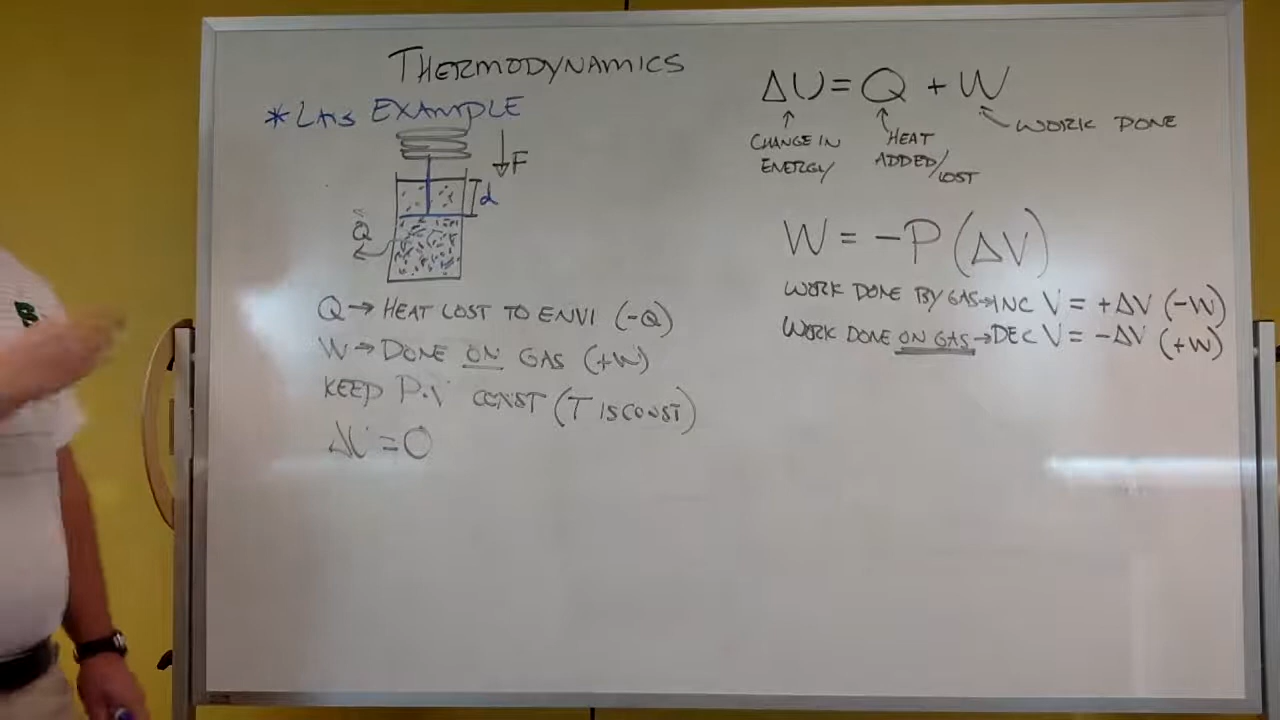 THERMODYNAMICS
* LAB EXAMPLE
F
d
Q
Q → HEAT LOST TO ENVI (-Q)
W → DONE ON GAS (+W)
KEEP P·V CONST (T IS CONST)
ΔU = O
ΔU = Q + W
CHANGE IN ENERGY
HEAT ADDED/LOST
WORK DONE
W = -P(ΔV)
WORK DONE BY GAS → INC V = +ΔV (-W)
WORK DONE ON GAS → DEC V = -ΔV (+W)